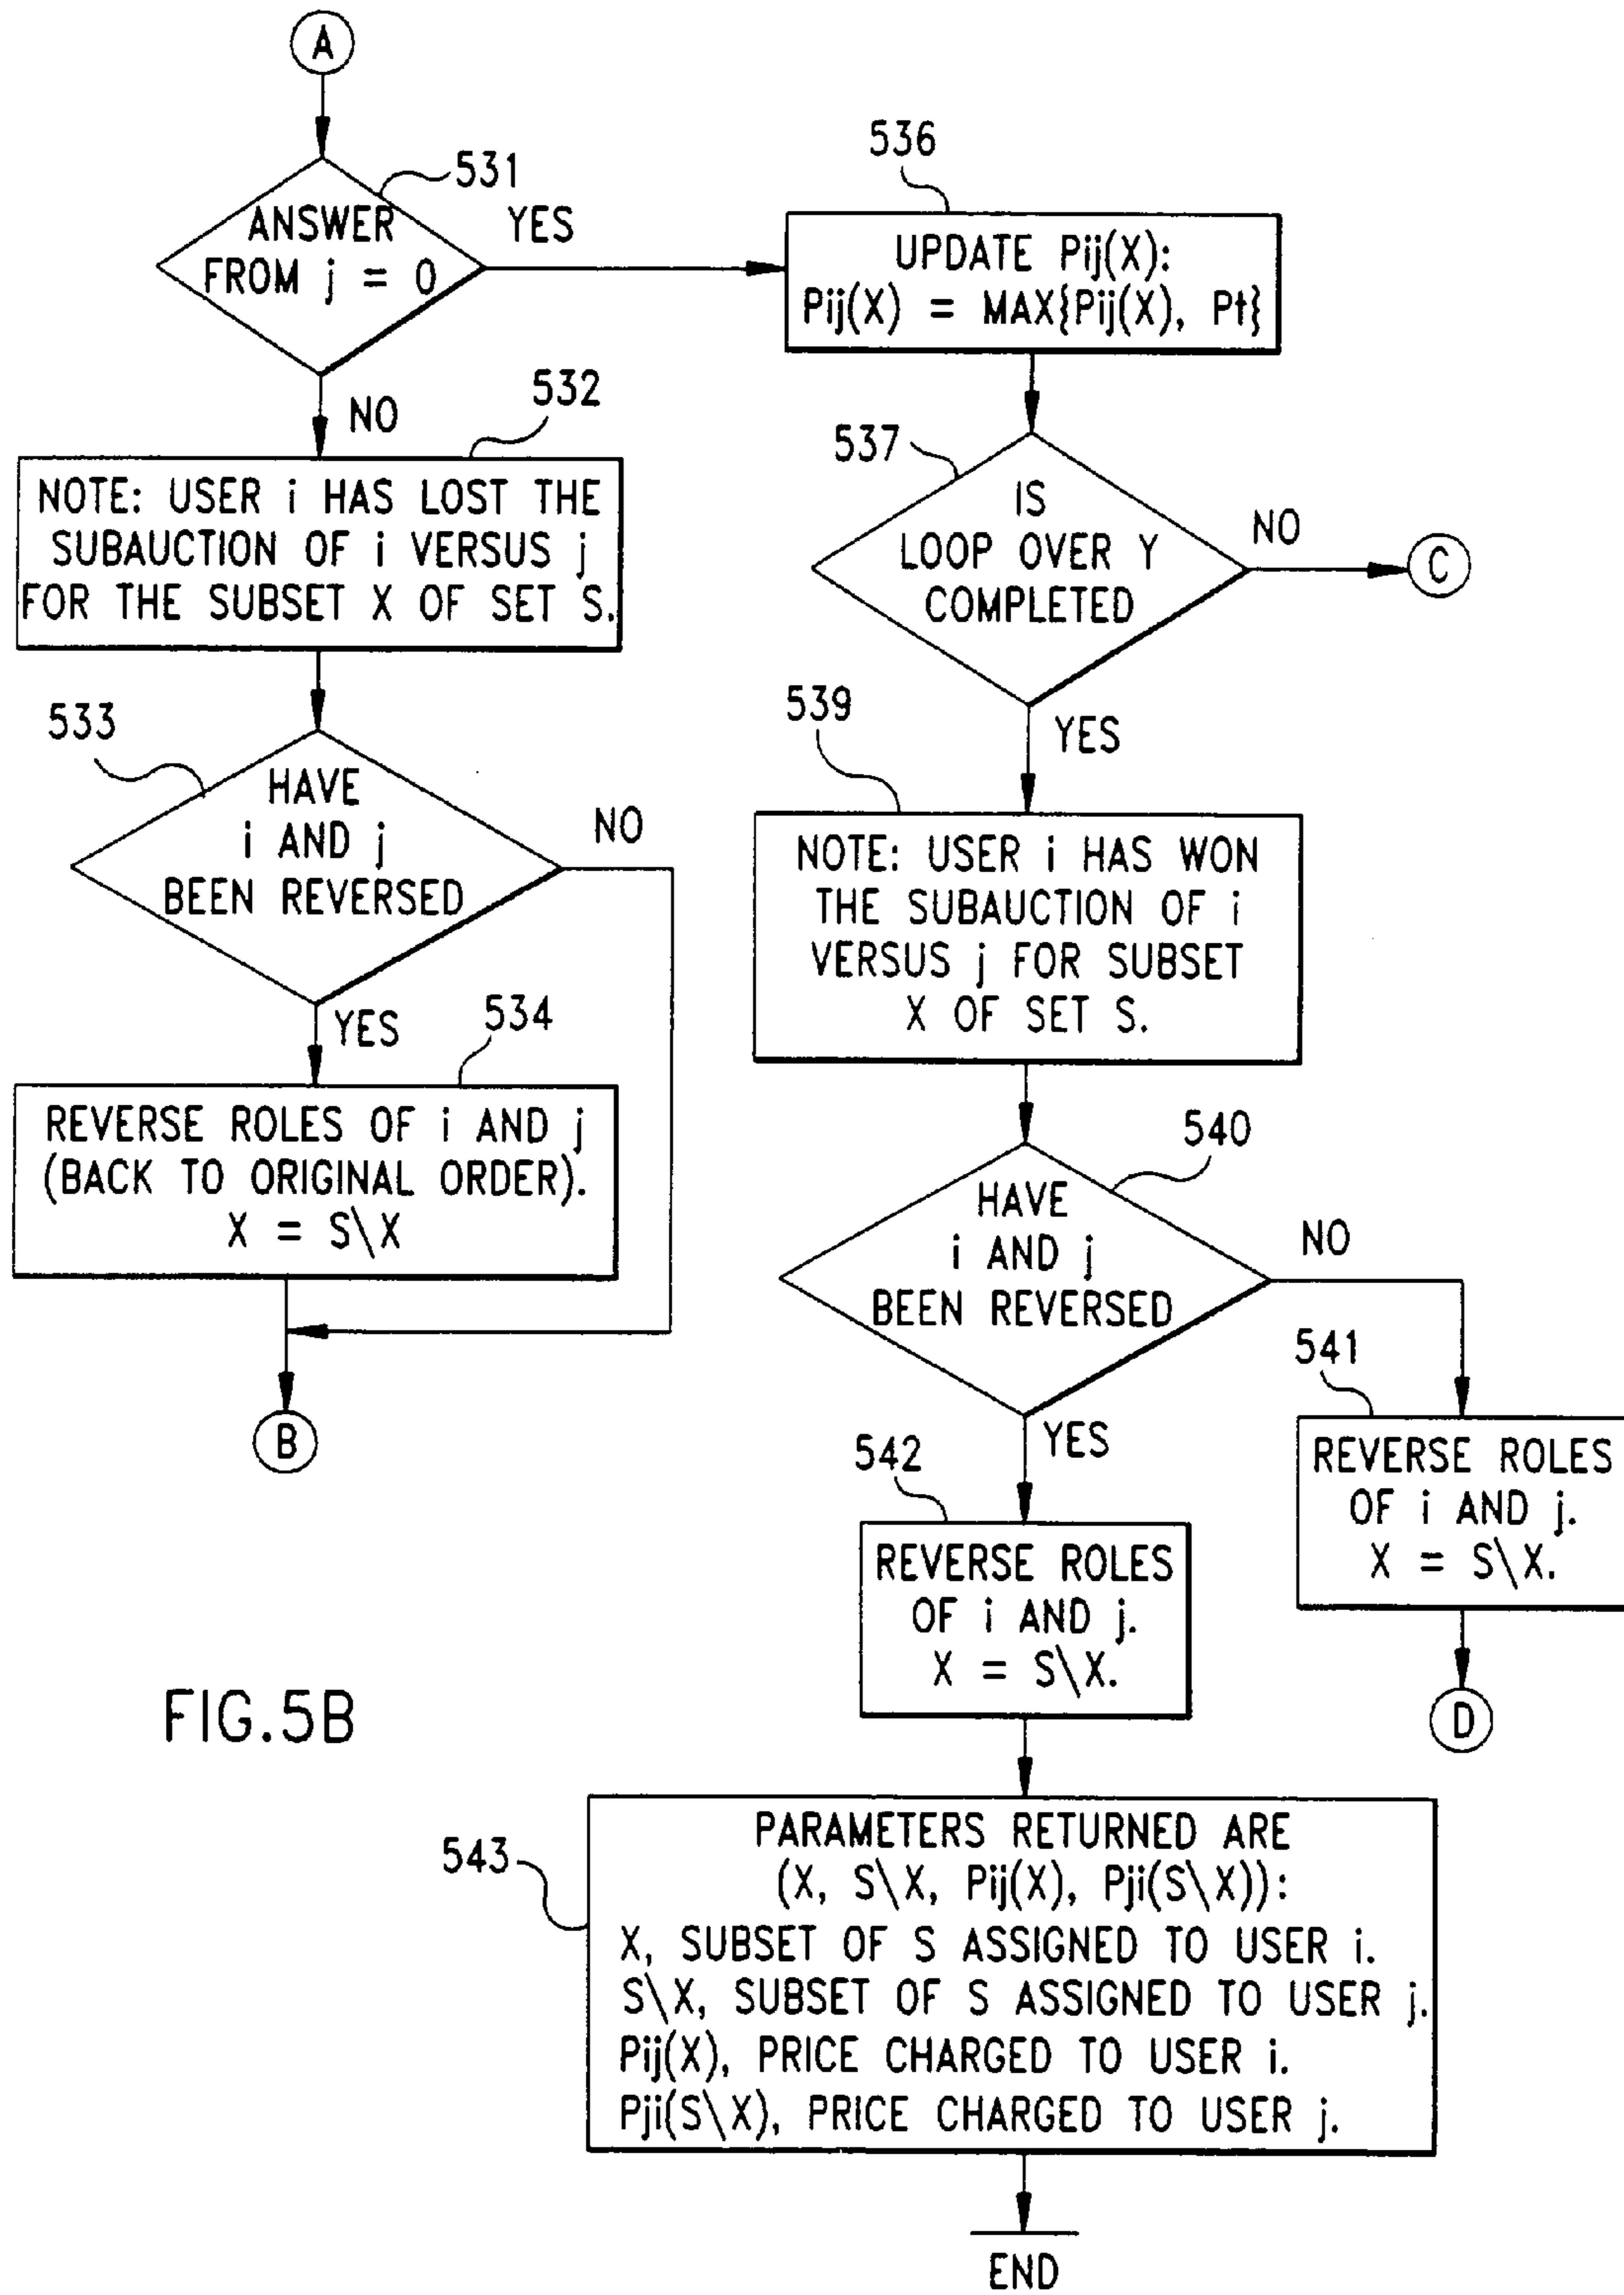 A
531
ANSWER
FROM j = 0
YES
NO
536
UPDATE Pij(X):
Pij(X) = MAX{Pij(X), Pt}
532
NOTE: USER i HAS LOST THE
SUBAUCTION OF i VERSUS j
FOR THE SUBSET X OF SET S.
537
IS
LOOP OVER Y
COMPLETED
NO
C
YES
533
HAVE
i AND j
BEEN REVERSED
NO
YES
539
NOTE: USER i HAS WON
THE SUBAUCTION OF i
VERSUS j FOR SUBSET
X OF SET S.
534
REVERSE ROLES OF i AND j
(BACK TO ORIGINAL ORDER).
X = S\X
B
540
HAVE
i AND j
BEEN REVERSED
NO
YES
541
REVERSE ROLES
OF i AND j.
X = S\X.
D
542
REVERSE ROLES
OF i AND j.
X = S\X.
FIG.5B
543
PARAMETERS RETURNED ARE
(X, S\X, Pij(X), Pji(S\X)):
X, SUBSET OF S ASSIGNED TO USER i.
S\X, SUBSET OF S ASSIGNED TO USER j.
Pij(X), PRICE CHARGED TO USER i.
Pji(S\X), PRICE CHARGED TO USER j.
END